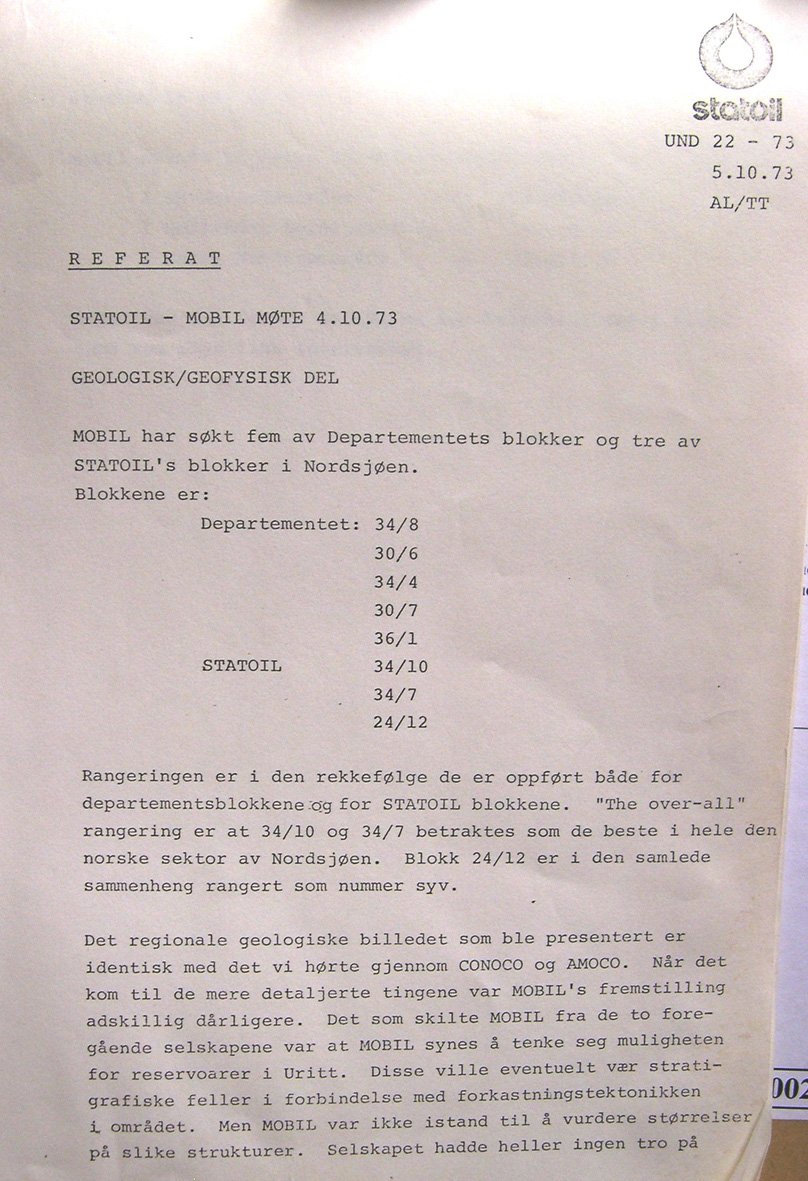 statoil
UND 22 - 73
5.10.73
AL/TT
R E F E R A T
STATOIL - MOBIL MØTE 4.10.73
GEOLOGISK/GEOFYSISK DEL
MOBIL har søkt fem av Departementets blokker og tre av
STATOIL's blokker i Nordsjøen.
Blokkene er:
Departementet: 34/8
30/6
34/4
30/7
36/1
STATOIL 34/10
34/7
24/12
Rangeringen er i den rekkefølge de er oppført både for
departementsblokkene og for STATOIL blokkene. "The over-all"
rangering er at 34/10 og 34/7 betraktes som de beste i hele den
norske sektor av Nordsjøen. Blokk 24/12 er i den samlede
sammenheng rangert som nummer syv.
Det regionale geologiske billedet som ble presentert er
identisk med det vi hørte gjennom CONOCO og AMOCO. Når det
kom til de mere detaljerte tingene var MOBIL's fremstilling
adskillig dårligere. Det som skilte MOBIL fra de to fore-
gående selskapene var at MOBIL synes å tenke seg muligheten
for reservoarer i Uritt. Disse ville eventuelt vær strati-
grafiske feller i forbindelse med forkastningstektonikken
i området. Men MOBIL var ikke istand til å vurdere størrelser
på slike strukturer. Selskapet hadde heller ingen tro på
002